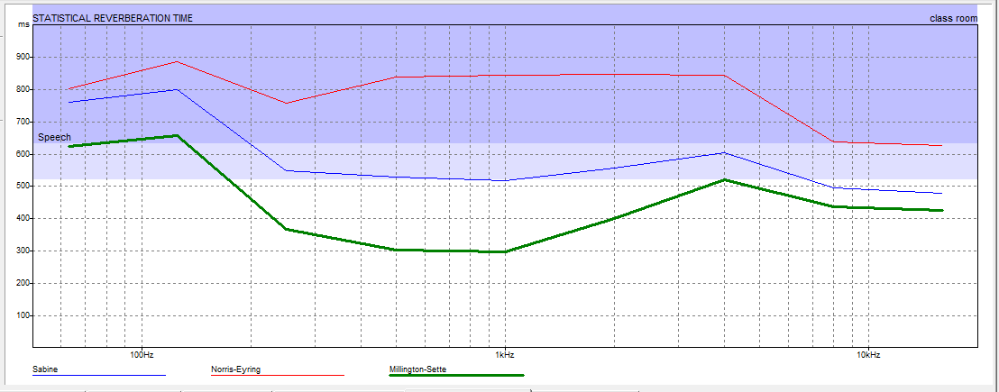 STATISTICAL REVERBERATION TIME class room
ms
900
800
700
Speech
600
500
400
300
200
100
100Hz 1kHz 10kHz
Sabine Norris-Eyring Millington-Sette